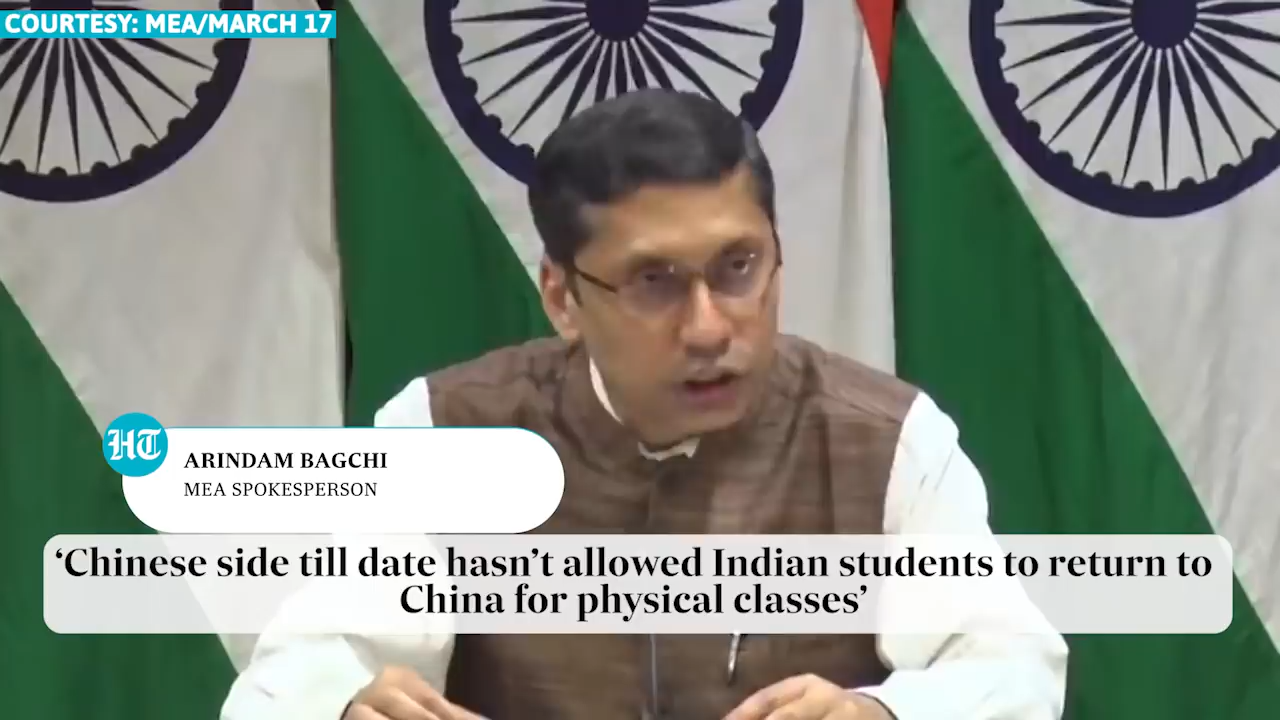 COURTESY: MEA/MARCH 17
HT
ARINDAM BAGCHI
MEA SPOKESPERSON
‘Chinese side till date hasn’t allowed Indian students to return to
China for physical classes’